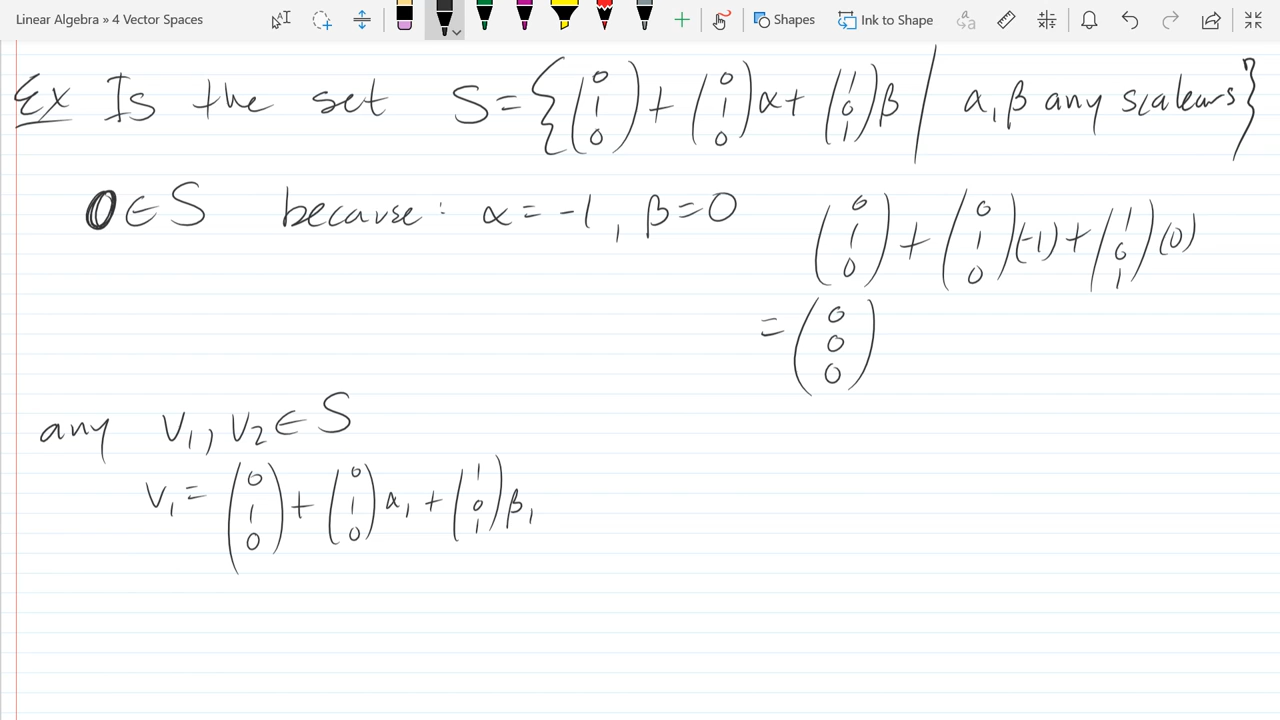 Linear Algebra » 4 Vector Spaces Shapes Ink to Shape
Ex Is the set S = { (0 1 0) + (0 1 0) α + (1 0 1) β | α, β any scalears }
0 ∈ S because: α = -1, β = 0 (0 1 0) + (0 1 0)(-1) + (1 0 1)(0)
= (0 0 0)
any V₁, V₂ ∈ S
V₁ = (0 1 0) + (0 1 0) α₁ + (1 0 1) β₁